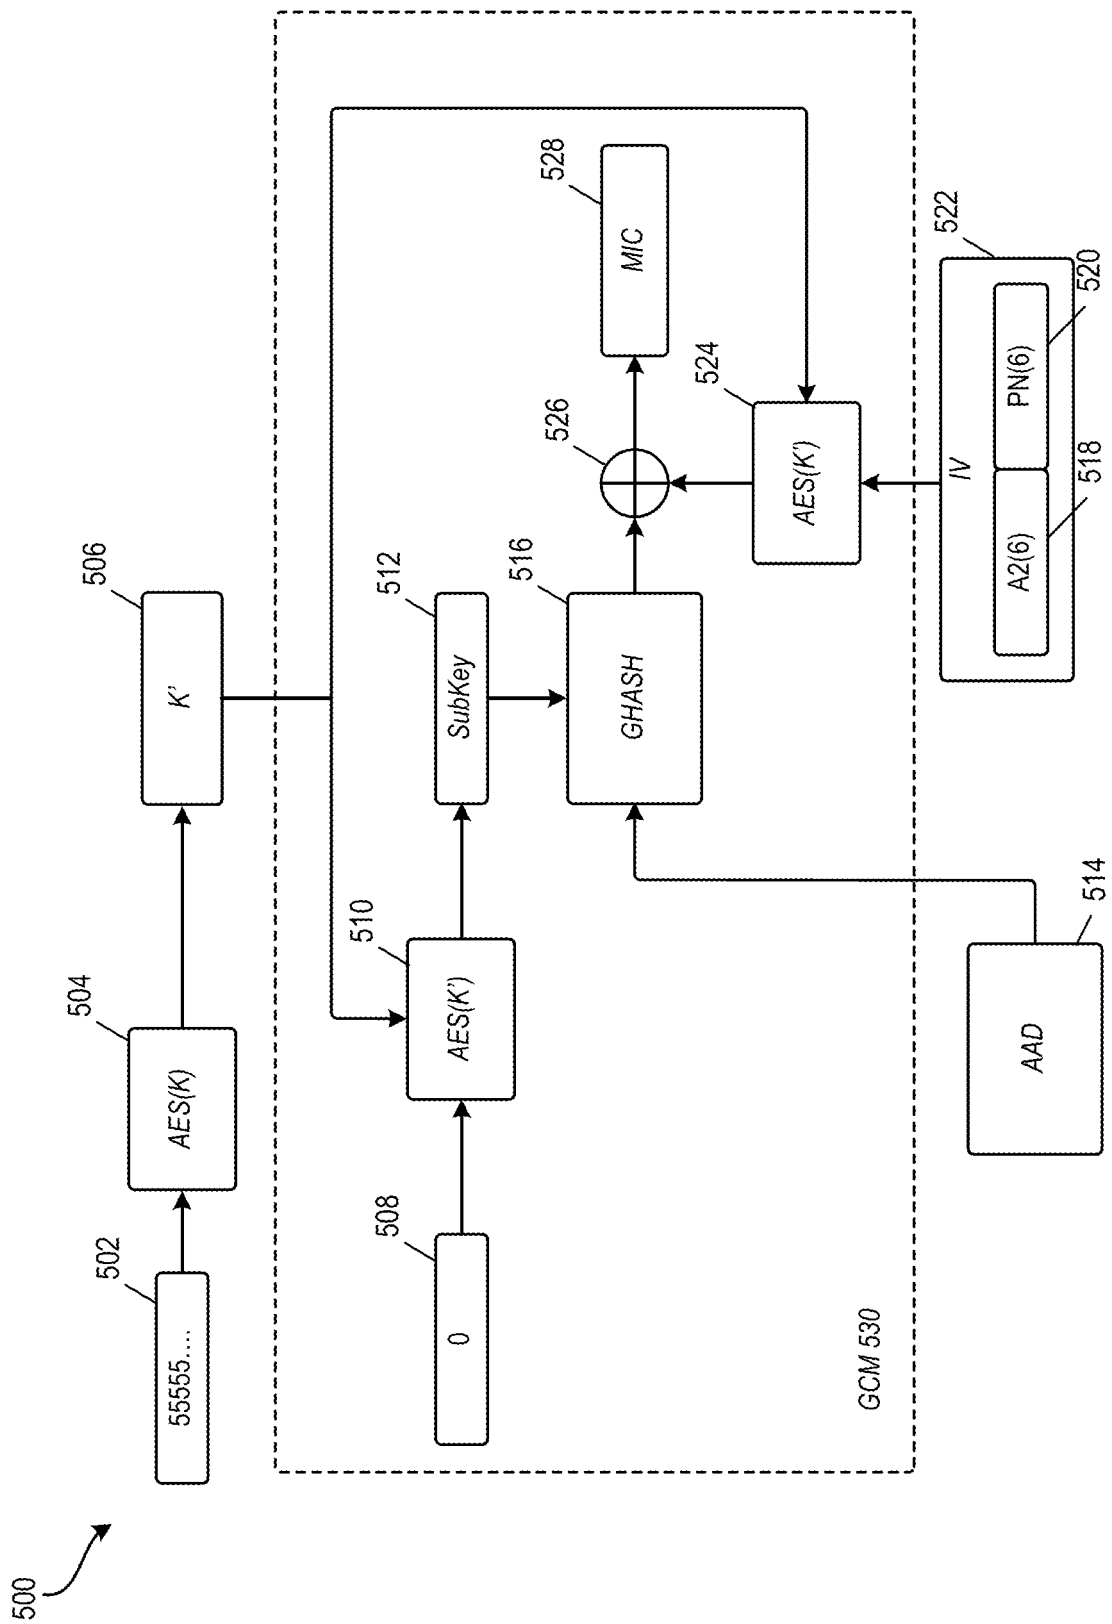 500
502
55555....
504
AES(K)
506
K'
508
0
510
AES(K')
512
SubKey
516
GHASH
526
528
MIC
524
AES(K')
GCM 530
514
AAD
522
IV
A2(6)
PN(6)
518
520